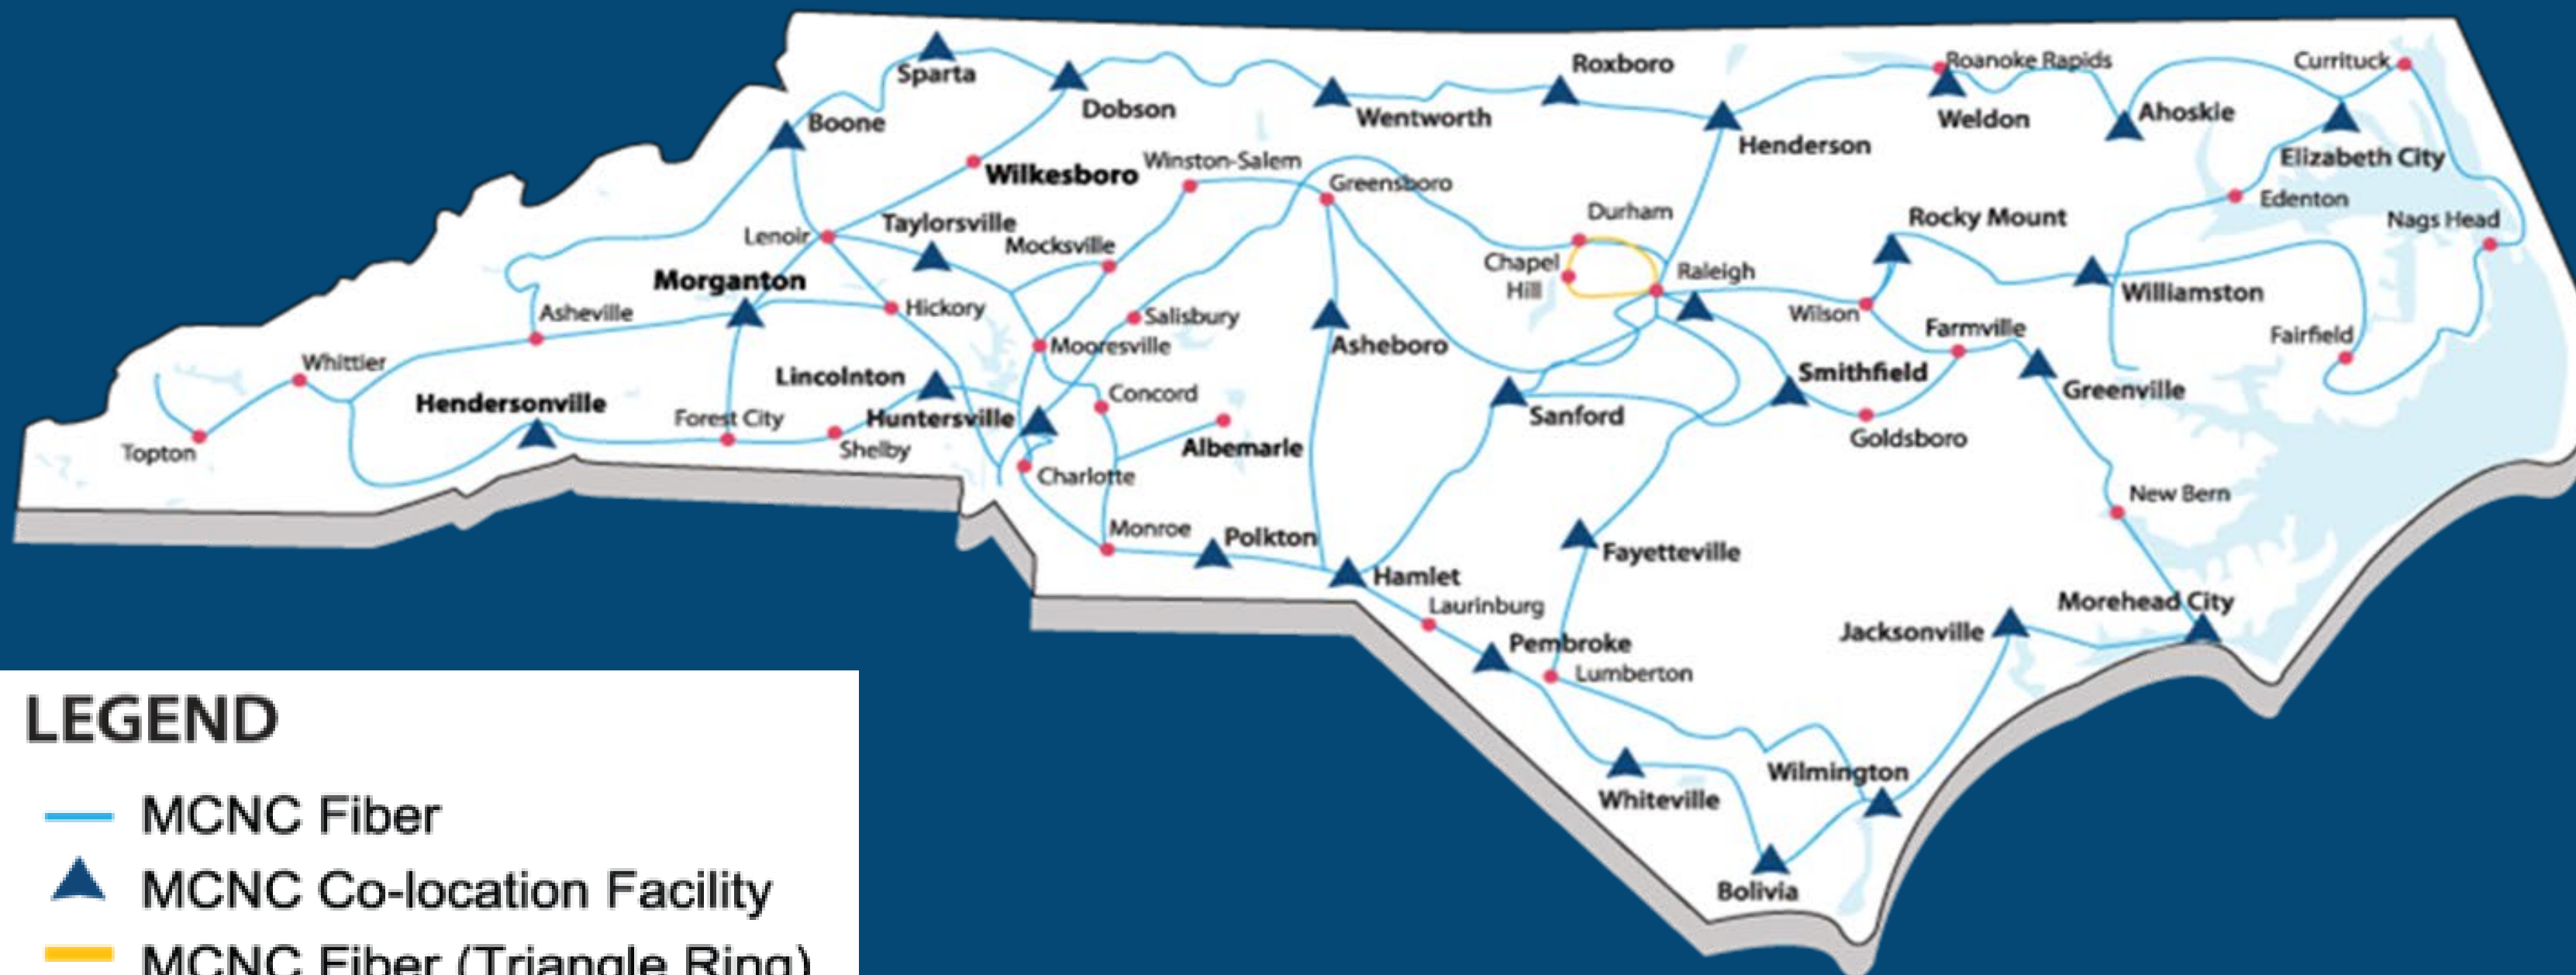 Sparta
Roxboro
Roanoke Rapids
Currituck
Boone
Dobson
Wentworth
Weldon
Ahoskie
Henderson
Wilkesboro
Winston-Salem
Elizabeth City
Greensboro
Edenton
Taylorsville
Durham
Rocky Mount
Nags Head
Lenoir
Mocksville
Chapel
Hill
Raleigh
Morganton
Williamston
Asheville
Hickory
Salisbury
Wilson
Farmville
Fairfield
Whittier
Mooresville
Asheboro
Lincolnton
Smithfield
Greenville
Hendersonville
Concord
Forest City
Huntersville
Sanford
Topton
Shelby
Albemarle
Goldsboro
Charlotte
New Bern
Monroe
Polkton
Fayetteville
Hamlet
Laurinburg
Morehead City
Jacksonville
Pembroke
Lumberton
Wilmington
Whiteville
Bolivia
LEGEND
MCNC Fiber
MCNC Co-location Facility
MCNC Fiber (Triangle Ring)